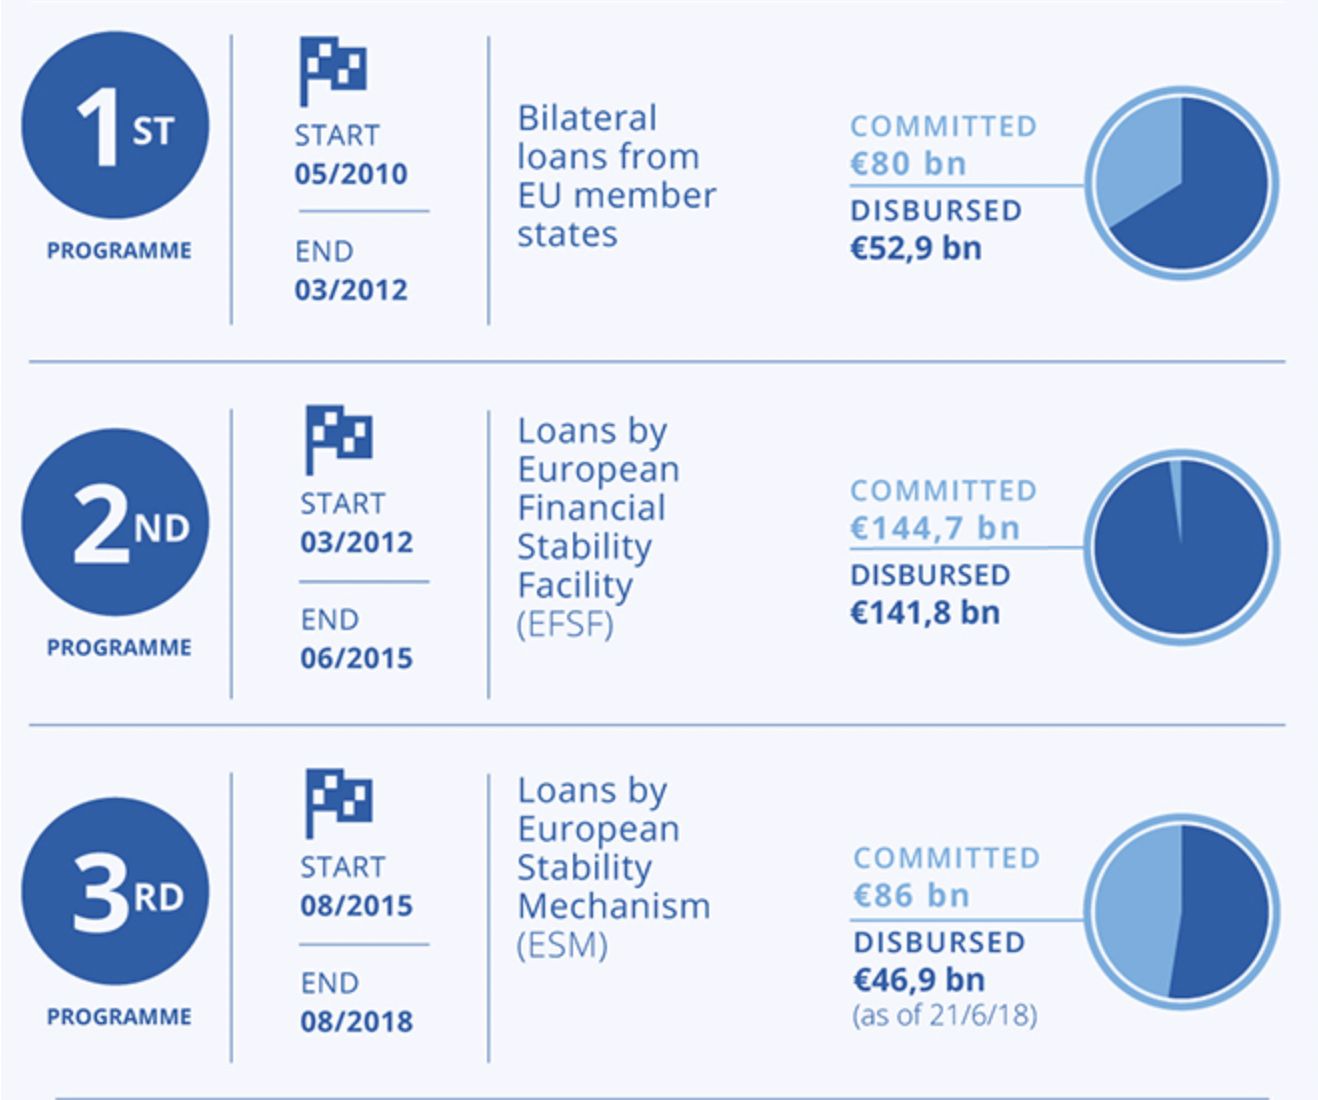 1ST
PROGRAMME
START
05/2010
END
03/2012
Bilateral
loans from
EU member
states
COMMITTED
€80 bn
DISBURSED
€52,9 bn
2ND
PROGRAMME
START
03/2012
END
06/2015
Loans by
European
Financial
Stability
Facility
(EFSF)
COMMITTED
€144,7 bn
DISBURSED
€141,8 bn
3RD
PROGRAMME
START
08/2015
END
08/2018
Loans by
European
Stability
Mechanism
(ESM)
COMMITTED
€86 bn
DISBURSED
€46,9 bn
(as of 21/6/18)